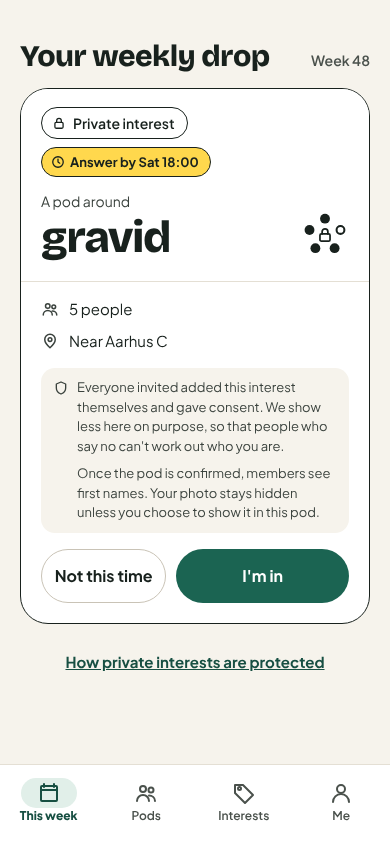 Your weekly drop
Week 48
Private interest
Answer by Sat 18:00
A pod around
gravid
5 people
Near Aarhus C
Everyone invited added this interest
themselves and gave consent. We show
less here on purpose, so that people who
say no can't work out who you are.
Once the pod is confirmed, members see
first names. Your photo stays hidden
unless you choose to show it in this pod.
Not this time
I'm in
How private interests are protected
This week
Pods
Interests
Me